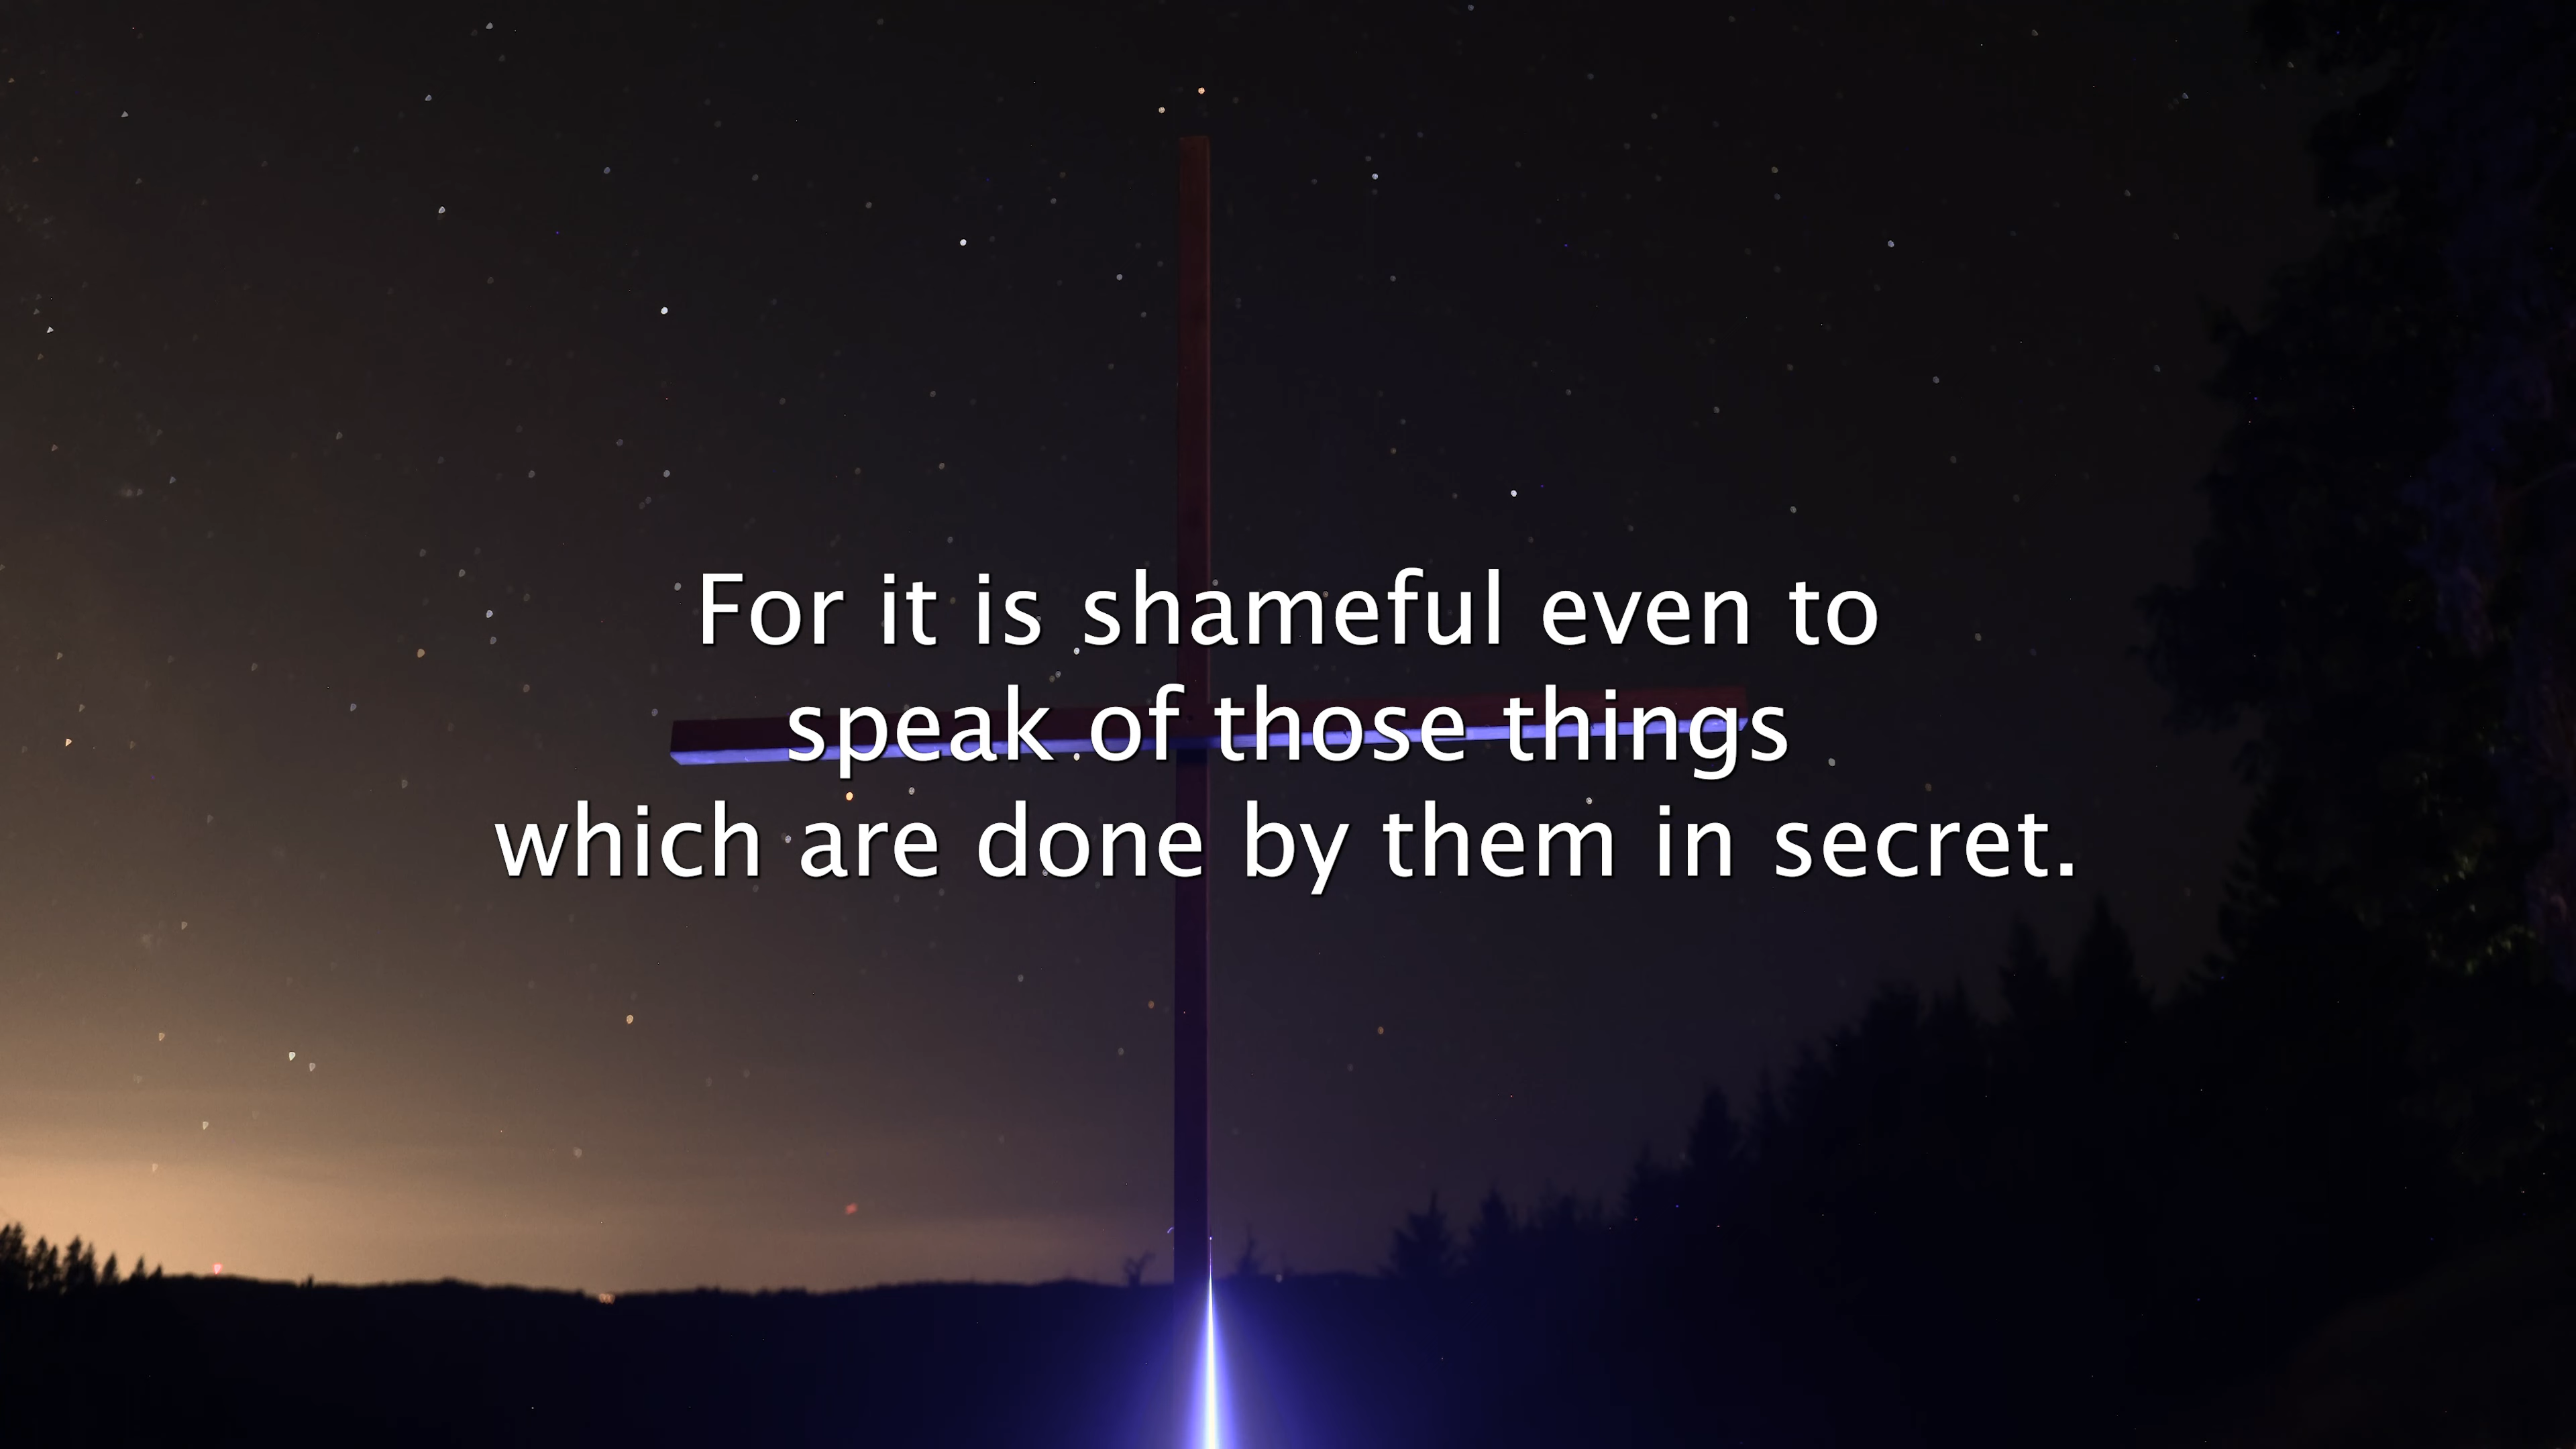 For it is shameful even to
speak of those things
which are done by them in secret.